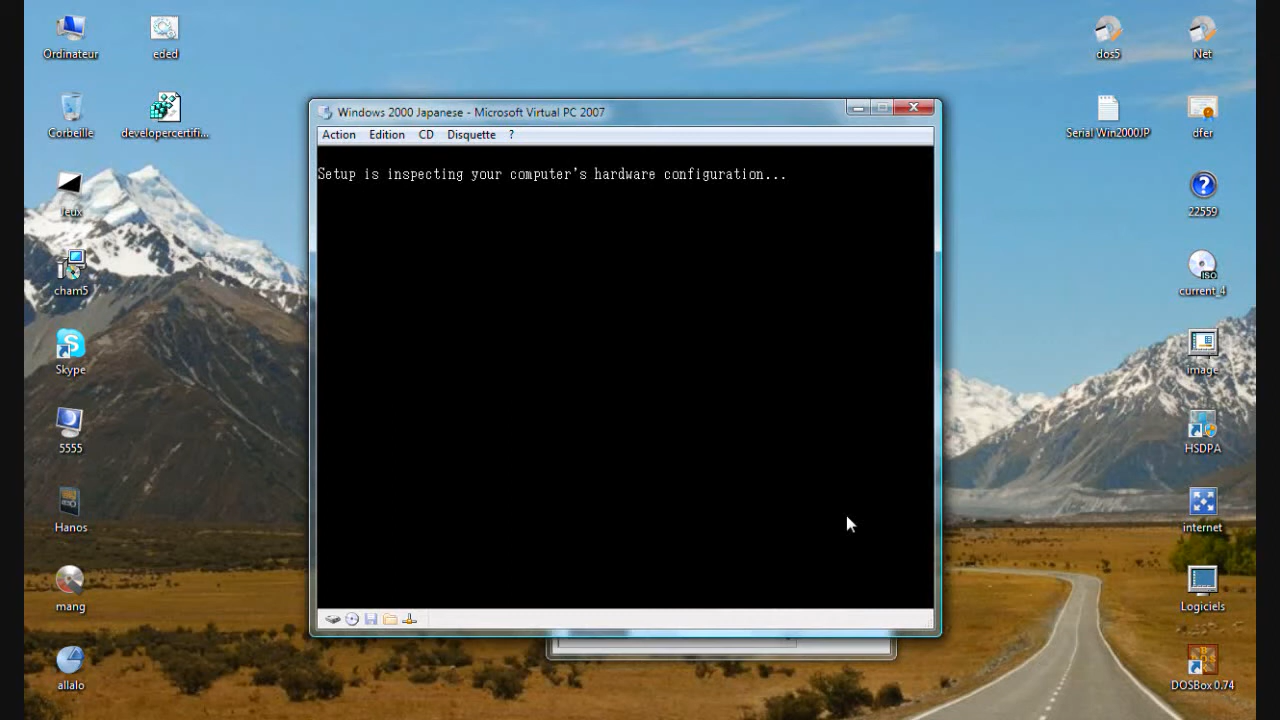 Ordinateur
eded
dos5
Net
Windows 2000 Japanese - Microsoft Virtual PC 2007
Action Edition CD Disquette ?
Corbeille
developercertifi...
Serial Win2000JP
dfer
Setup is inspecting your computer's hardware configuration...
jeux
22559
cham5
ISO
current_4
S
Skype
image
5555
HSDPA
Hanos
internet
mang
Logiciels
allalo
DOSBox 0.74